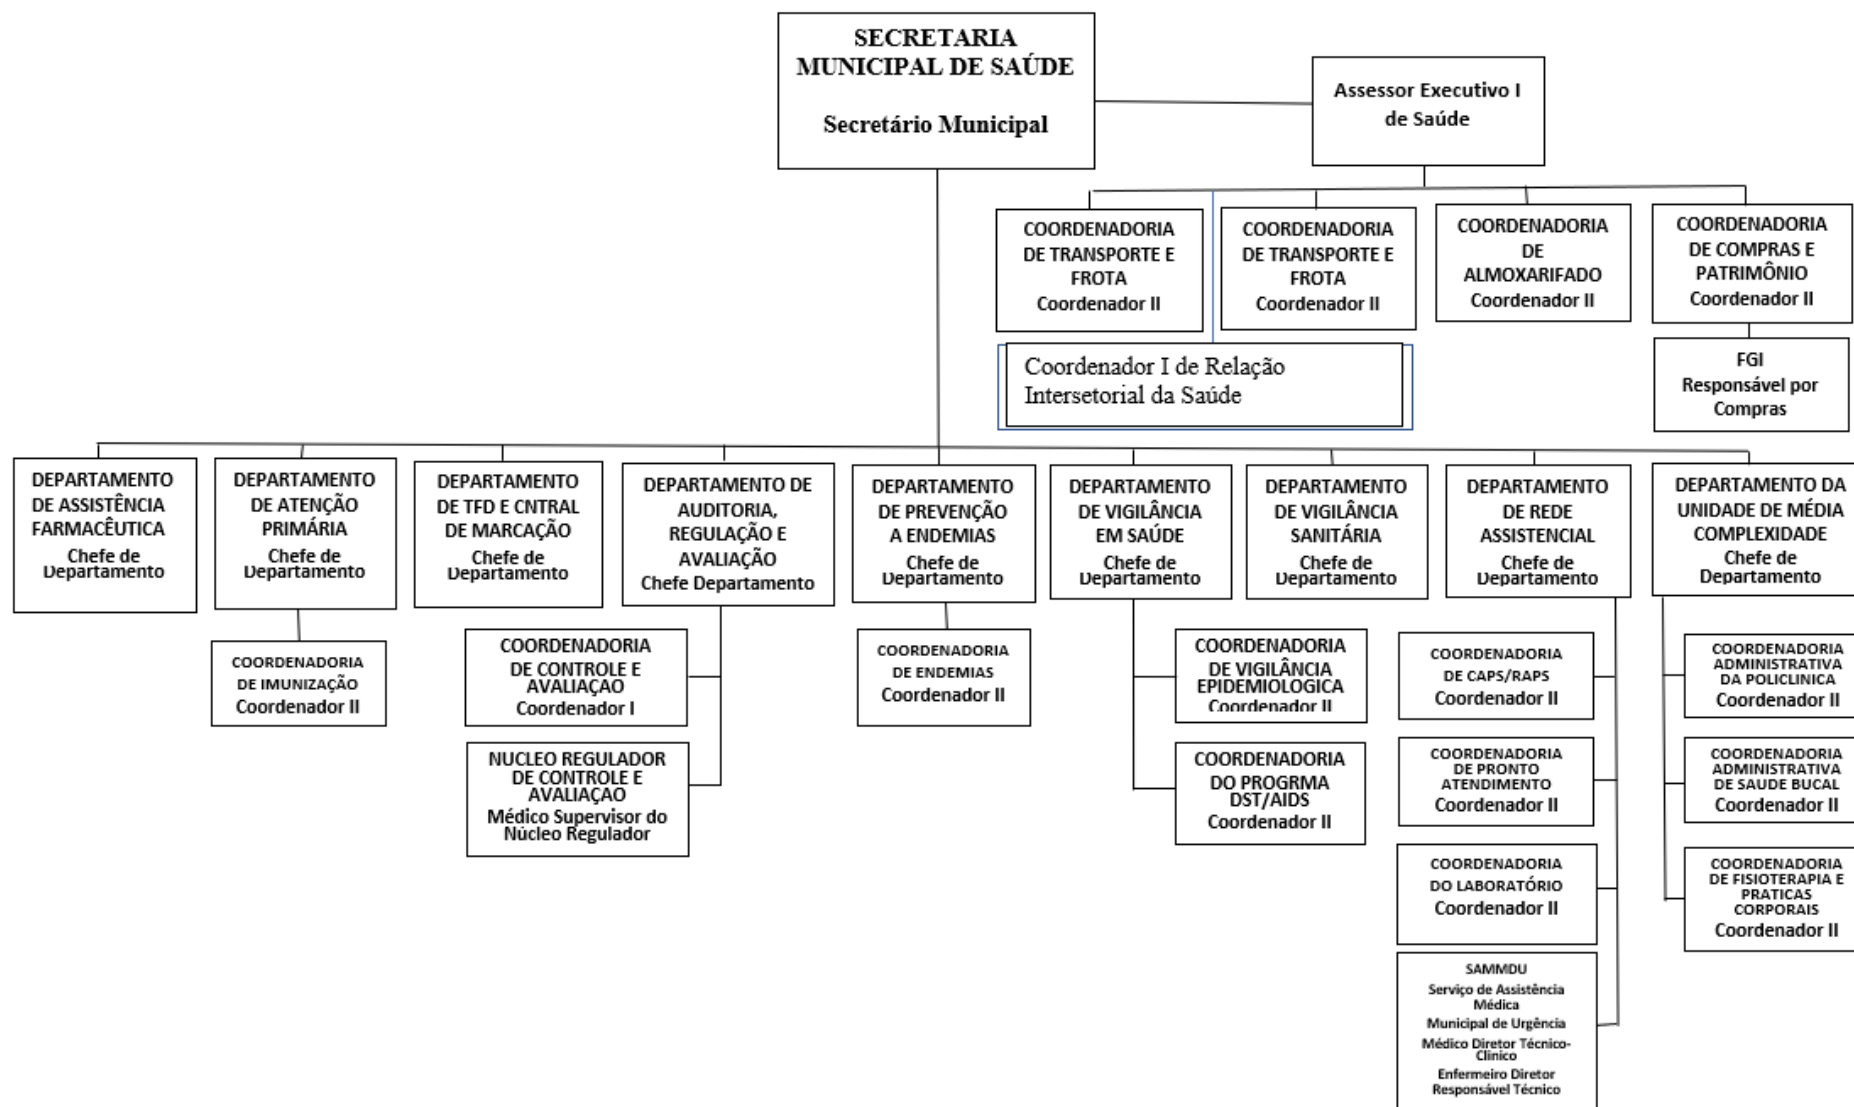 SECRETARIA
MUNICIPAL DE SAÚDE
Secretário Municipal
Assessor Executivo I
de Saúde
COORDENADORIA
DE TRANSPORTE E
FROTA
Coordenador II
COORDENADORIA
DE TRANSPORTE E
FROTA
Coordenador II
COORDENADORIA
DE
ALMOXARIFADO
Coordenador II
COORDENADORIA
DE COMPRAS E
PATRIMÔNIO
Coordenador II
Coordenador I de Relação
Intersetorial da Saúde
FGI
Responsável por
Compras
DEPARTAMENTO
DE ASSISTÊNCIA
FARMACÊUTICA
Chefe de
Departamento
DEPARTAMENTO
DE ATENÇÃO
PRIMÁRIA
Chefe de
Departamento
DEPARTAMENTO
DE TFD E CNTRAL
DE MARCAÇÃO
Chefe de
Departamento
DEPARTAMENTO DE
AUDITORIA,
REGULAÇÃO E
AVALIAÇÃO
Chefe Departamento
DEPARTAMENTO
DE PREVENÇÃO
A ENDEMIAS
Chefe de
Departamento
DEPARTAMENTO
DE VIGILÂNCIA
EM SAÚDE
Chefe de
Departamento
DEPARTAMENTO
DE VIGILÂNCIA
SANITÁRIA
Chefe de
Departamento
DEPARTAMENTO
DE REDE
ASSISTENCIAL
Chefe de
Departamento
DEPARTAMENTO DA
UNIDADE DE MÉDIA
COMPLEXIDADE
Chefe de
Departamento
COORDENADORIA
DE IMUNIZAÇÃO
Coordenador II
COORDENADORIA
DE CONTROLE E
AVALIAÇAO
Coordenador I
NUCLEO REGULADOR
DE CONTROLE E
AVALIAÇAO
Médico Supervisor do
Núcleo Regulador
COORDENADORIA
DE ENDEMIAS
Coordenador II
COORDENADORIA
DE VIGILÂNCIA
EPIDEMIOLOGICA
Coordenador II
COORDENADORIA
DO PROGRMA
DST/AIDS
Coordenador II
COORDENADORIA
DE CAPS/RAPS
Coordenador II
COORDENADORIA
DE PRONTO
ATENDIMENTO
Coordenador II
COORDENADORIA
DO LABORATÓRIO
Coordenador II
SAMMDU
Serviço de Assistência
Médica
Municipal de Urgência
Médico Diretor Técnico-
Clinico
Enfermeiro Diretor
Responsável Técnico
COORDENADORIA
ADMINISTRATIVA
DA POLICLINICA
Coordenador II
COORDENADORIA
ADMINISTRATIVA
DE SAUDE BUCAL
Coordenador II
COORDENADORIA
DE FISIOTERAPIA E
PRATICAS
CORPORAIS
Coordenador II